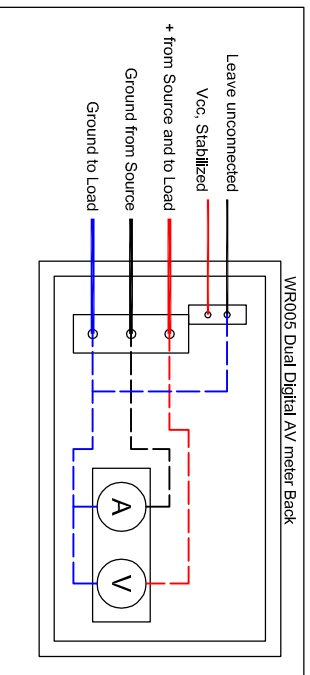 WR005 Dual Digital AV meter Back
Leave unconnected
Vcc, Stabilized
+ from Source and to Load
Ground from Source
Ground to Load
A
V